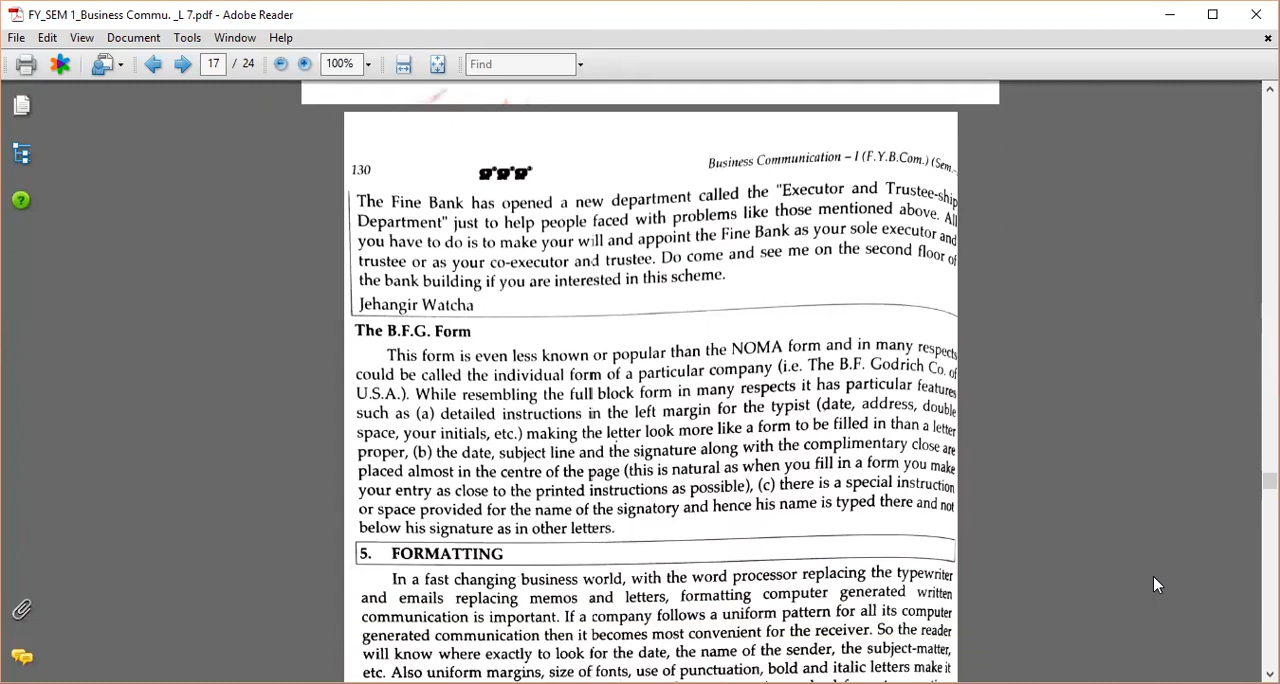 FY_SEM 1_Business Commu. _L 7.pdf - Adobe Reader
File Edit View Document Tools Window Help
17 / 24 100% Find
130 Business Communication – I (F.Y.B.Com.) (Sem.-
The Fine Bank has opened a new department called the "Executor and Trustee-ship
Department" just to help people faced with problems like those mentioned above. All
you have to do is to make your will and appoint the Fine Bank as your sole executor and
trustee or as your co-executor and trustee. Do come and see me on the second floor of
the bank building if you are interested in this scheme.
Jehangir Watcha
The B.F.G. Form
This form is even less known or popular than the NOMA form and in many respects
could be called the individual form of a particular company (i.e. The B.F. Godrich Co. of
U.S.A.). While resembling the full block form in many respects it has particular features
such as (a) detailed instructions in the left margin for the typist (date, address, double
space, your initials, etc.) making the letter look more like a form to be filled in than a letter
proper, (b) the date, subject line and the signature along with the complimentary close are
placed almost in the centre of the page (this is natural as when you fill in a form you make
your entry as close to the printed instructions as possible), (c) there is a special instruction
or space provided for the name of the signatory and hence his name is typed there and not
below his signature as in other letters.
5. FORMATTING
In a fast changing business world, with the word processor replacing the typewriter
and emails replacing memos and letters, formatting computer generated written
communication is important. If a company follows a uniform pattern for all its computer
generated communication then it becomes most convenient for the receiver. So the reader
will know where exactly to look for the date, the name of the sender, the subject-matter,
etc. Also uniform margins, size of fonts, use of punctuation, bold and italic letters make it